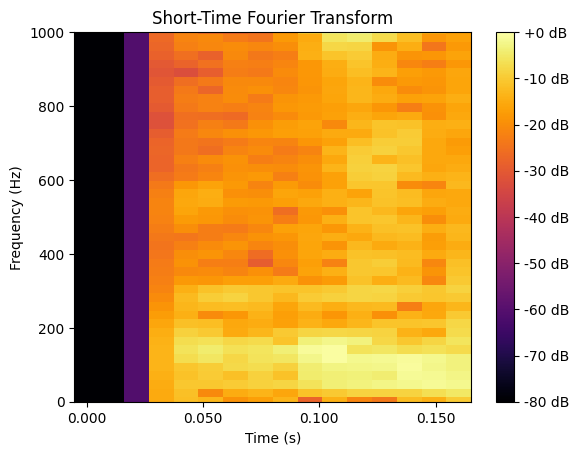 Short-Time Fourier Transform
1000
800
600
400
200
0
Frequency (Hz)
0.000
0.050
0.100
0.150
Time (s)
+0 dB
-10 dB
-20 dB
-30 dB
-40 dB
-50 dB
-60 dB
-70 dB
-80 dB